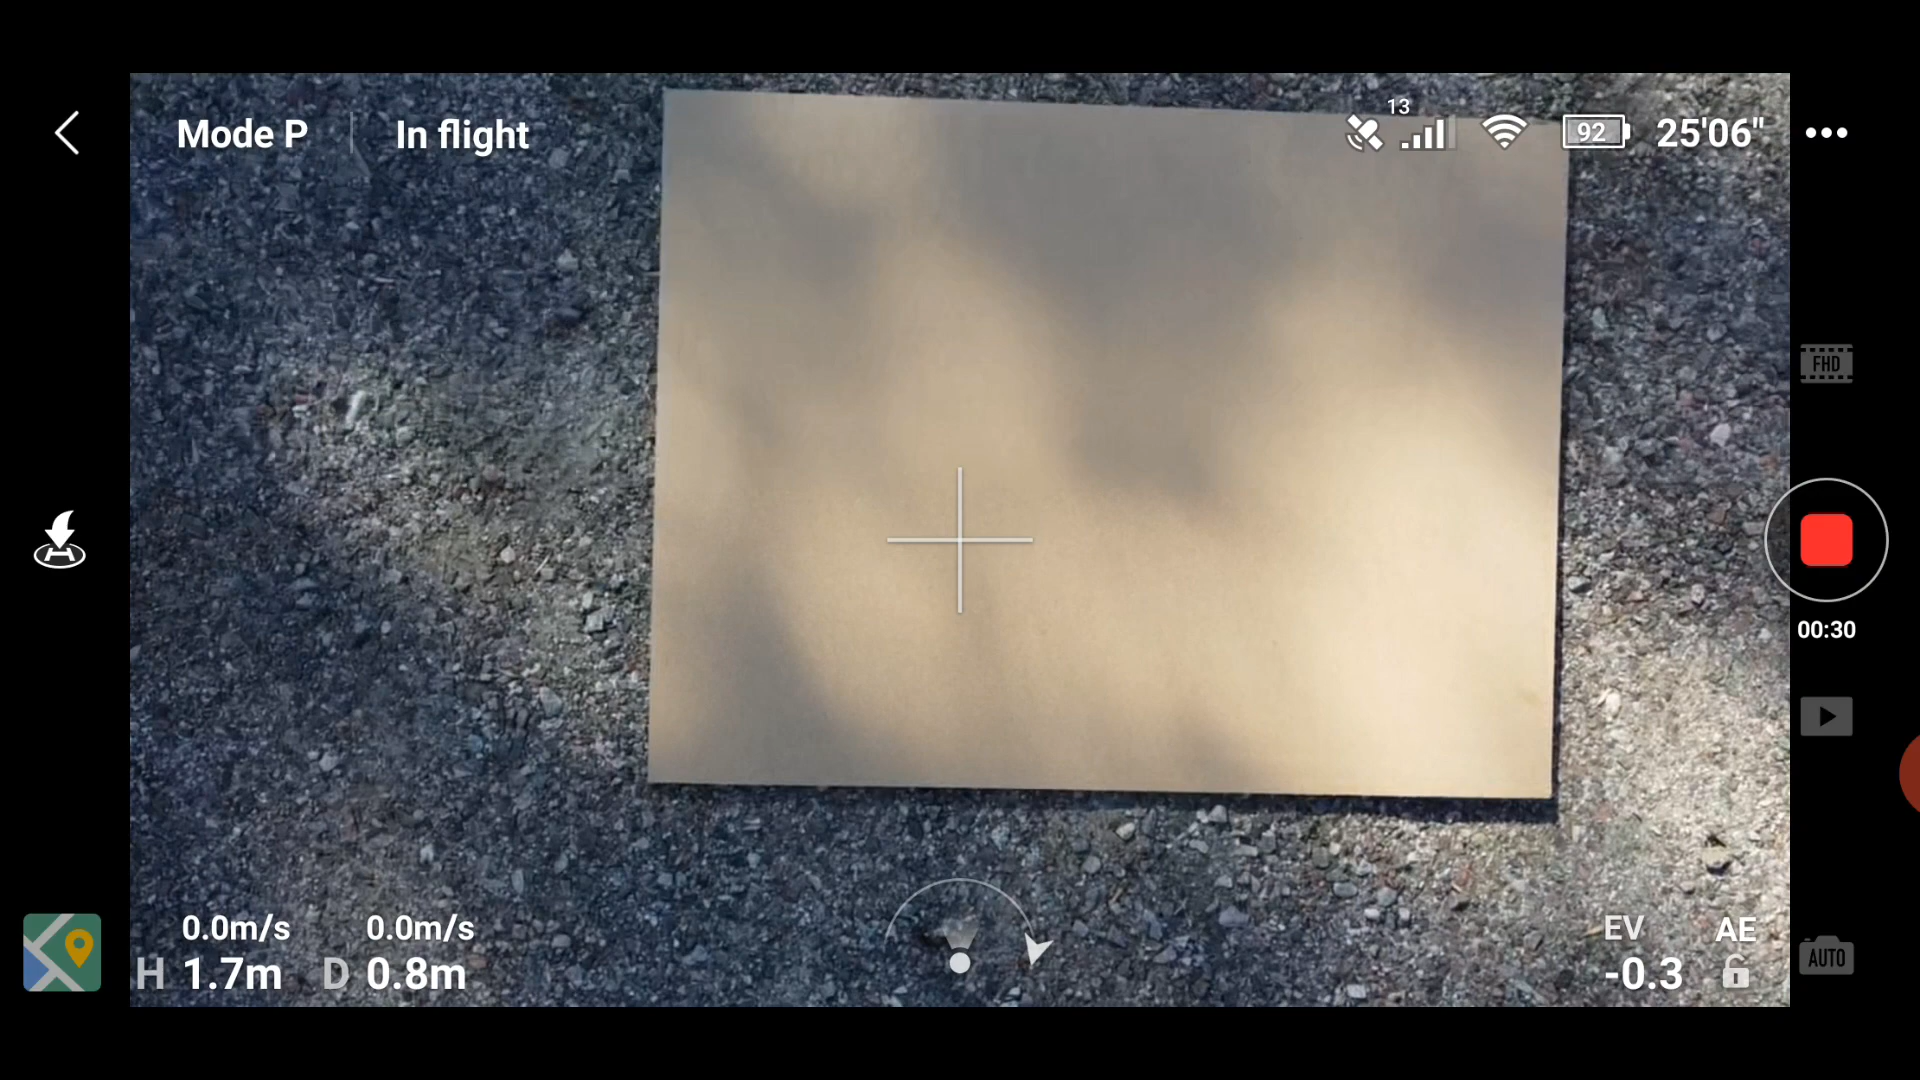 Mode P
In flight
13
92
25'06"
FHD
00:30
0.0m/s 0.0m/s
H 1.7m D 0.8m
EV AE
-0.3
AUTO